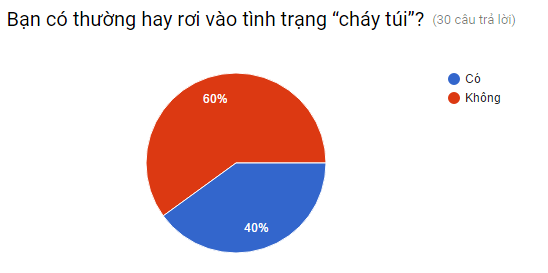 Bạn có thường hay rơi vào tình trạng “cháy túi”? (30 câu trả lời)
Có
Không
60%
40%